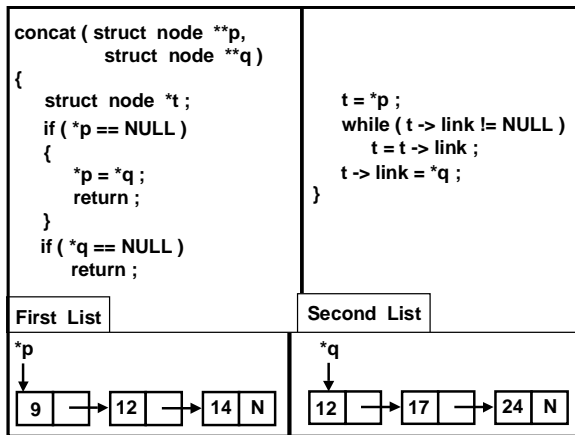 concat ( struct node **p,
struct node **q )
{
struct node *t ;
if ( *p == NULL )
{
*p = *q ;
return ;
}
if ( *q == NULL )
return ;
t = *p ;
while ( t -> link != NULL )
t = t -> link ;
t -> link = *q ;
}
First List
*p
9 12 14 N
Second List
*q
12 17 24 N